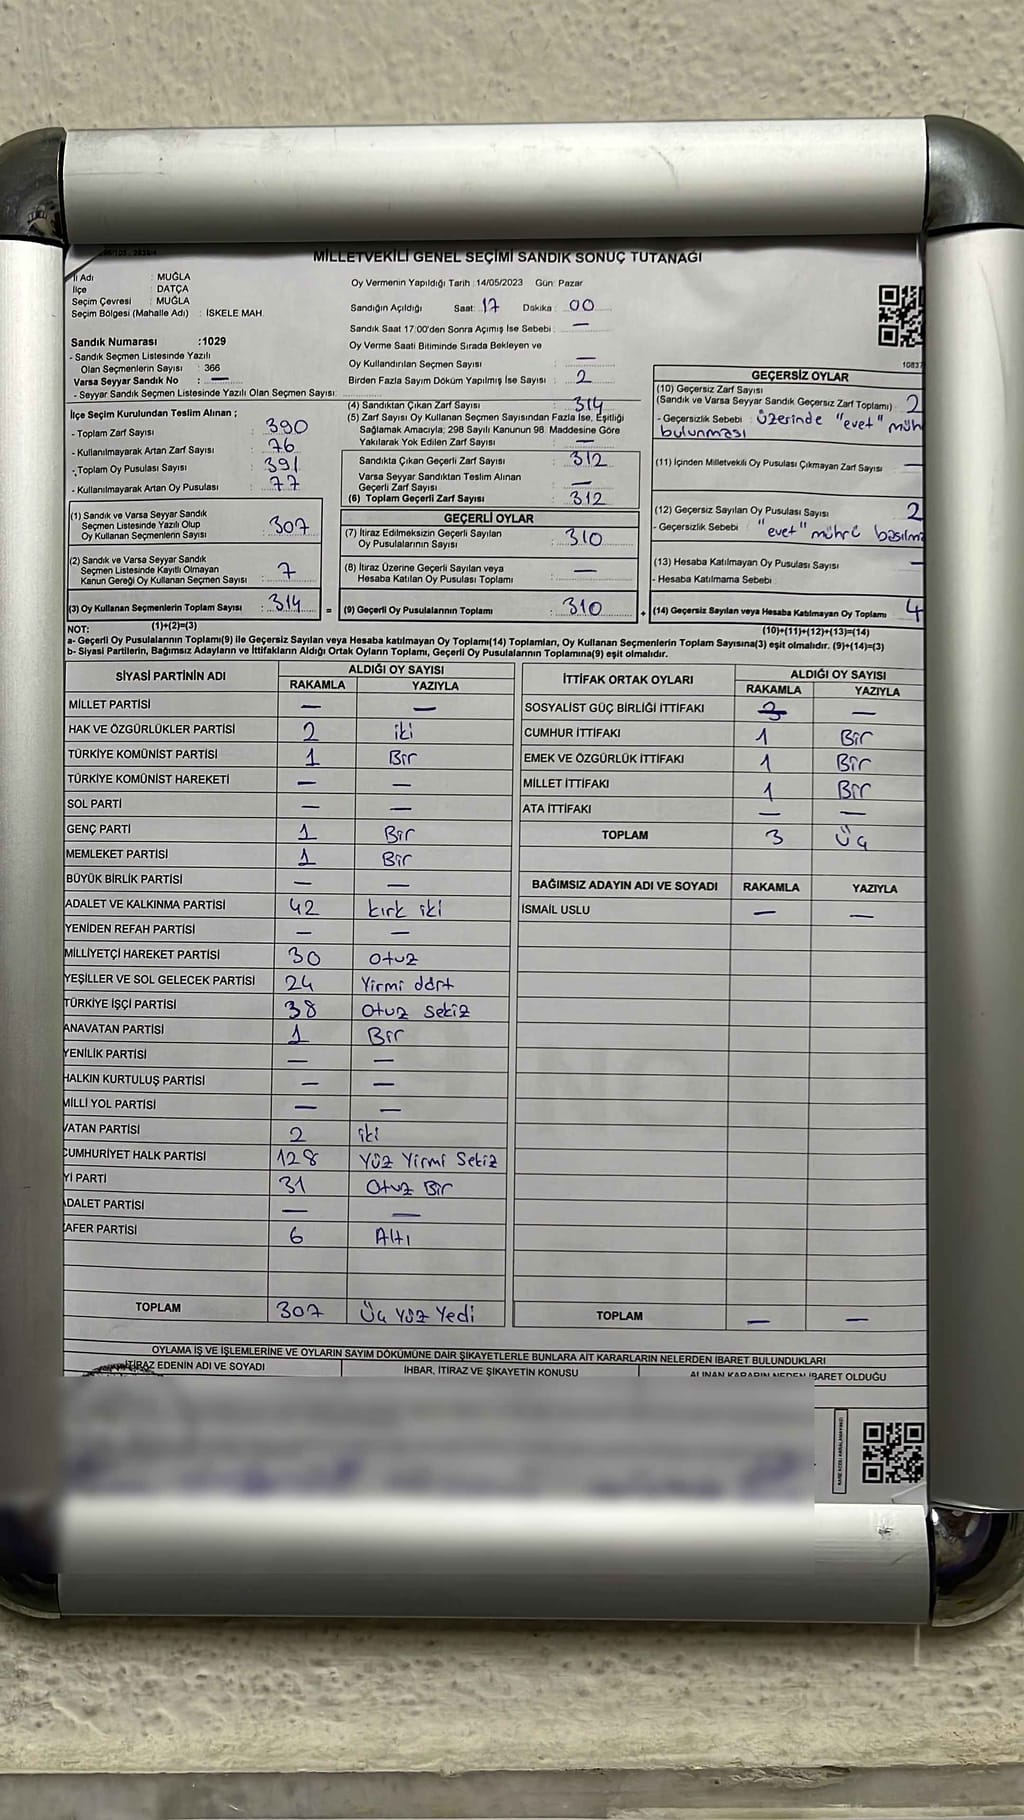 MİLLETVEKİLİ GENEL SEÇİMİ SANDIK SONUÇ TUTANAĞI
İl Adı : MUĞLA
İlçe : DATÇA
Seçim Çevresi : MUĞLA
Seçim Bölgesi (Mahalle Adı) : İSKELE MAH.
Sandık Numarası :1029
- Sandık Seçmen Listesinde Yazılı
Olan Seçmenlerin Sayısı : 366
Varsa Seyyar Sandık No : —
- Seyyar Sandık Seçmen Listesinde Yazılı Olan Seçmen Sayısı:
Oy Vermenin Yapıldığı Tarih : 14/05/2023 Gün: Pazar
Sandığın Açıldığı Saat: 17 Dakika : 00
Sandık Saat 17:00'den Sonra Açımış İse Sebebi : —
Oy Verme Saati Bitiminde Sırada Bekleyen ve
Oy Kullandırılan Seçmen Sayısı : —
Birden Fazla Sayım Döküm Yapılmış İse Sayısı : 2
İlçe Seçim Kurulundan Teslim Alınan ;
- Toplam Zarf Sayısı : 390
- Kullanılmayarak Artan Zarf Sayısı : 76
- Toplam Oy Pusulası Sayısı : 391
- Kullanılmayarak Artan Oy Pusulası : 77
(1) Sandık ve Varsa Seyyar Sandık
Seçmen Listesinde Yazılı Olup
Oy Kullanan Seçmenlerin Sayısı : 307
(2) Sandık ve Varsa Seyyar Sandık
Seçmen Listesinde Kayıtlı Olmayan
Kanun Gereği Oy Kullanan Seçmen Sayısı : 7
(3) Oy Kullanan Seçmenlerin Toplam Sayısı : 314 =
(1)+(2)=(3)
(4) Sandıktan Çıkan Zarf Sayısı : 314
(5) Zarf Sayısı Oy Kullanan Seçmen Sayısından Fazla İse, Eşitliği
Sağlamak Amacıyla; 298 Sayılı Kanunun 98. Maddesine Göre
Yakılarak Yok Edilen Zarf Sayısı : —
Sandıkta Çıkan Geçerli Zarf Sayısı : 312
Varsa Seyyar Sandıktan Teslim Alınan
Geçerli Zarf Sayısı : —
(6) Toplam Geçerli Zarf Sayısı : 312
GEÇERLİ OYLAR
(7) İtiraz Edilmeksizin Geçerli Sayılan
Oy Pusulalarının Sayısı : 310
(8) İtiraz Üzerine Geçerli Sayılan veya
Hesaba Katılan Oy Pusulası Toplamı : —
(9) Geçerli Oy Pusulalarının Toplamı : 310 +
10837
GEÇERSİZ OYLAR
(10) Geçersiz Zarf Sayısı
(Sandık ve Varsa Seyyar Sandık Geçersiz Zarf Toplamı) : 2
- Geçersizlik Sebebi : Üzerinde "evet" müh
bulunması
(11) İçinden Milletvekili Oy Pusulası Çıkmayan Zarf Sayısı : —
(12) Geçersiz Sayılan Oy Pusulası Sayısı : 2
- Geçersizlik Sebebi : "evet" mührü basılm
(13) Hesaba Katılmayan Oy Pusulası Sayısı : —
- Hesaba Katılmama Sebebi :
(14) Geçersiz Sayılan veya Hesaba Katılmayan Oy Toplamı : 4
(10)+(11)+(12)+(13)=(14)
NOT:
a- Geçerli Oy Pusulalarının Toplamı(9) ile Geçersiz Sayılan veya Hesaba katılmayan Oy Toplamı(14) Toplamları, Oy Kullanan Seçmenlerin Toplam Sayısına(3) eşit olmalıdır. (9)+(14)=(3)
b- Siyasi Partilerin, Bağımsız Adayların ve İttifakların Aldığı Ortak Oyların Toplamı, Geçerli Oy Pusulalarının Toplamına(9) eşit olmalıdır.
SİYASİ PARTİNİN ADI ALDIĞI OY SAYISI
RAKAMLA YAZIYLA
MİLLET PARTİSİ — —
HAK VE ÖZGÜRLÜKLER PARTİSİ 2 iki
TÜRKİYE KOMÜNİST PARTİSİ 1 Bir
TÜRKİYE KOMÜNİST HAREKETİ — —
SOL PARTİ — —
GENÇ PARTİ 1 Bir
MEMLEKET PARTİSİ 1 Bir
BÜYÜK BİRLİK PARTİSİ — —
ADALET VE KALKINMA PARTİSİ 42 kırk iki
YENİDEN REFAH PARTİSİ — —
MİLLİYETÇİ HAREKET PARTİSİ 30 Otuz
YEŞİLLER VE SOL GELECEK PARTİSİ 24 Yirmi dört
TÜRKİYE İŞÇİ PARTİSİ 38 Otuz Sekiz
ANAVATAN PARTİSİ 1 Bir
YENİLİK PARTİSİ — —
HALKIN KURTULUŞ PARTİSİ — —
MİLLİ YOL PARTİSİ — —
VATAN PARTİSİ 2 iki
CUMHURİYET HALK PARTİSİ 128 Yüz Yirmi Sekiz
Yİ PARTİ 31 Otuz Bir
ADALET PARTİSİ — —
ZAFER PARTİSİ 6 Altı
TOPLAM 307 Üç Yüz Yedi
İTTİFAK ORTAK OYLARI ALDIĞI OY SAYISI
RAKAMLA YAZIYLA
SOSYALİST GÜÇ BİRLİĞİ İTTİFAKI —
CUMHUR İTTİFAKI 1 Bir
EMEK VE ÖZGÜRLÜK İTTİFAKI 1 Bir
MİLLET İTTİFAKI 1 Bir
ATA İTTİFAKI — —
TOPLAM 3 Üç
BAĞIMSIZ ADAYIN ADI VE SOYADI RAKAMLA YAZIYLA
İSMAİL USLU — —
TOPLAM — —
OYLAMA İŞ VE İŞLEMLERİNE VE OYLARIN SAYIM DÖKÜMÜNE DAİR ŞİKAYETLERLE BUNLARA AİT KARARLARIN NELERDEN İBARET BULUNDUKLARI
İTİRAZ EDENİN ADI VE SOYADI İHBAR, İTİRAZ VE ŞİKAYETİN KONUSU ALINAN KARARIN NEDEN İBARET OLDUĞU